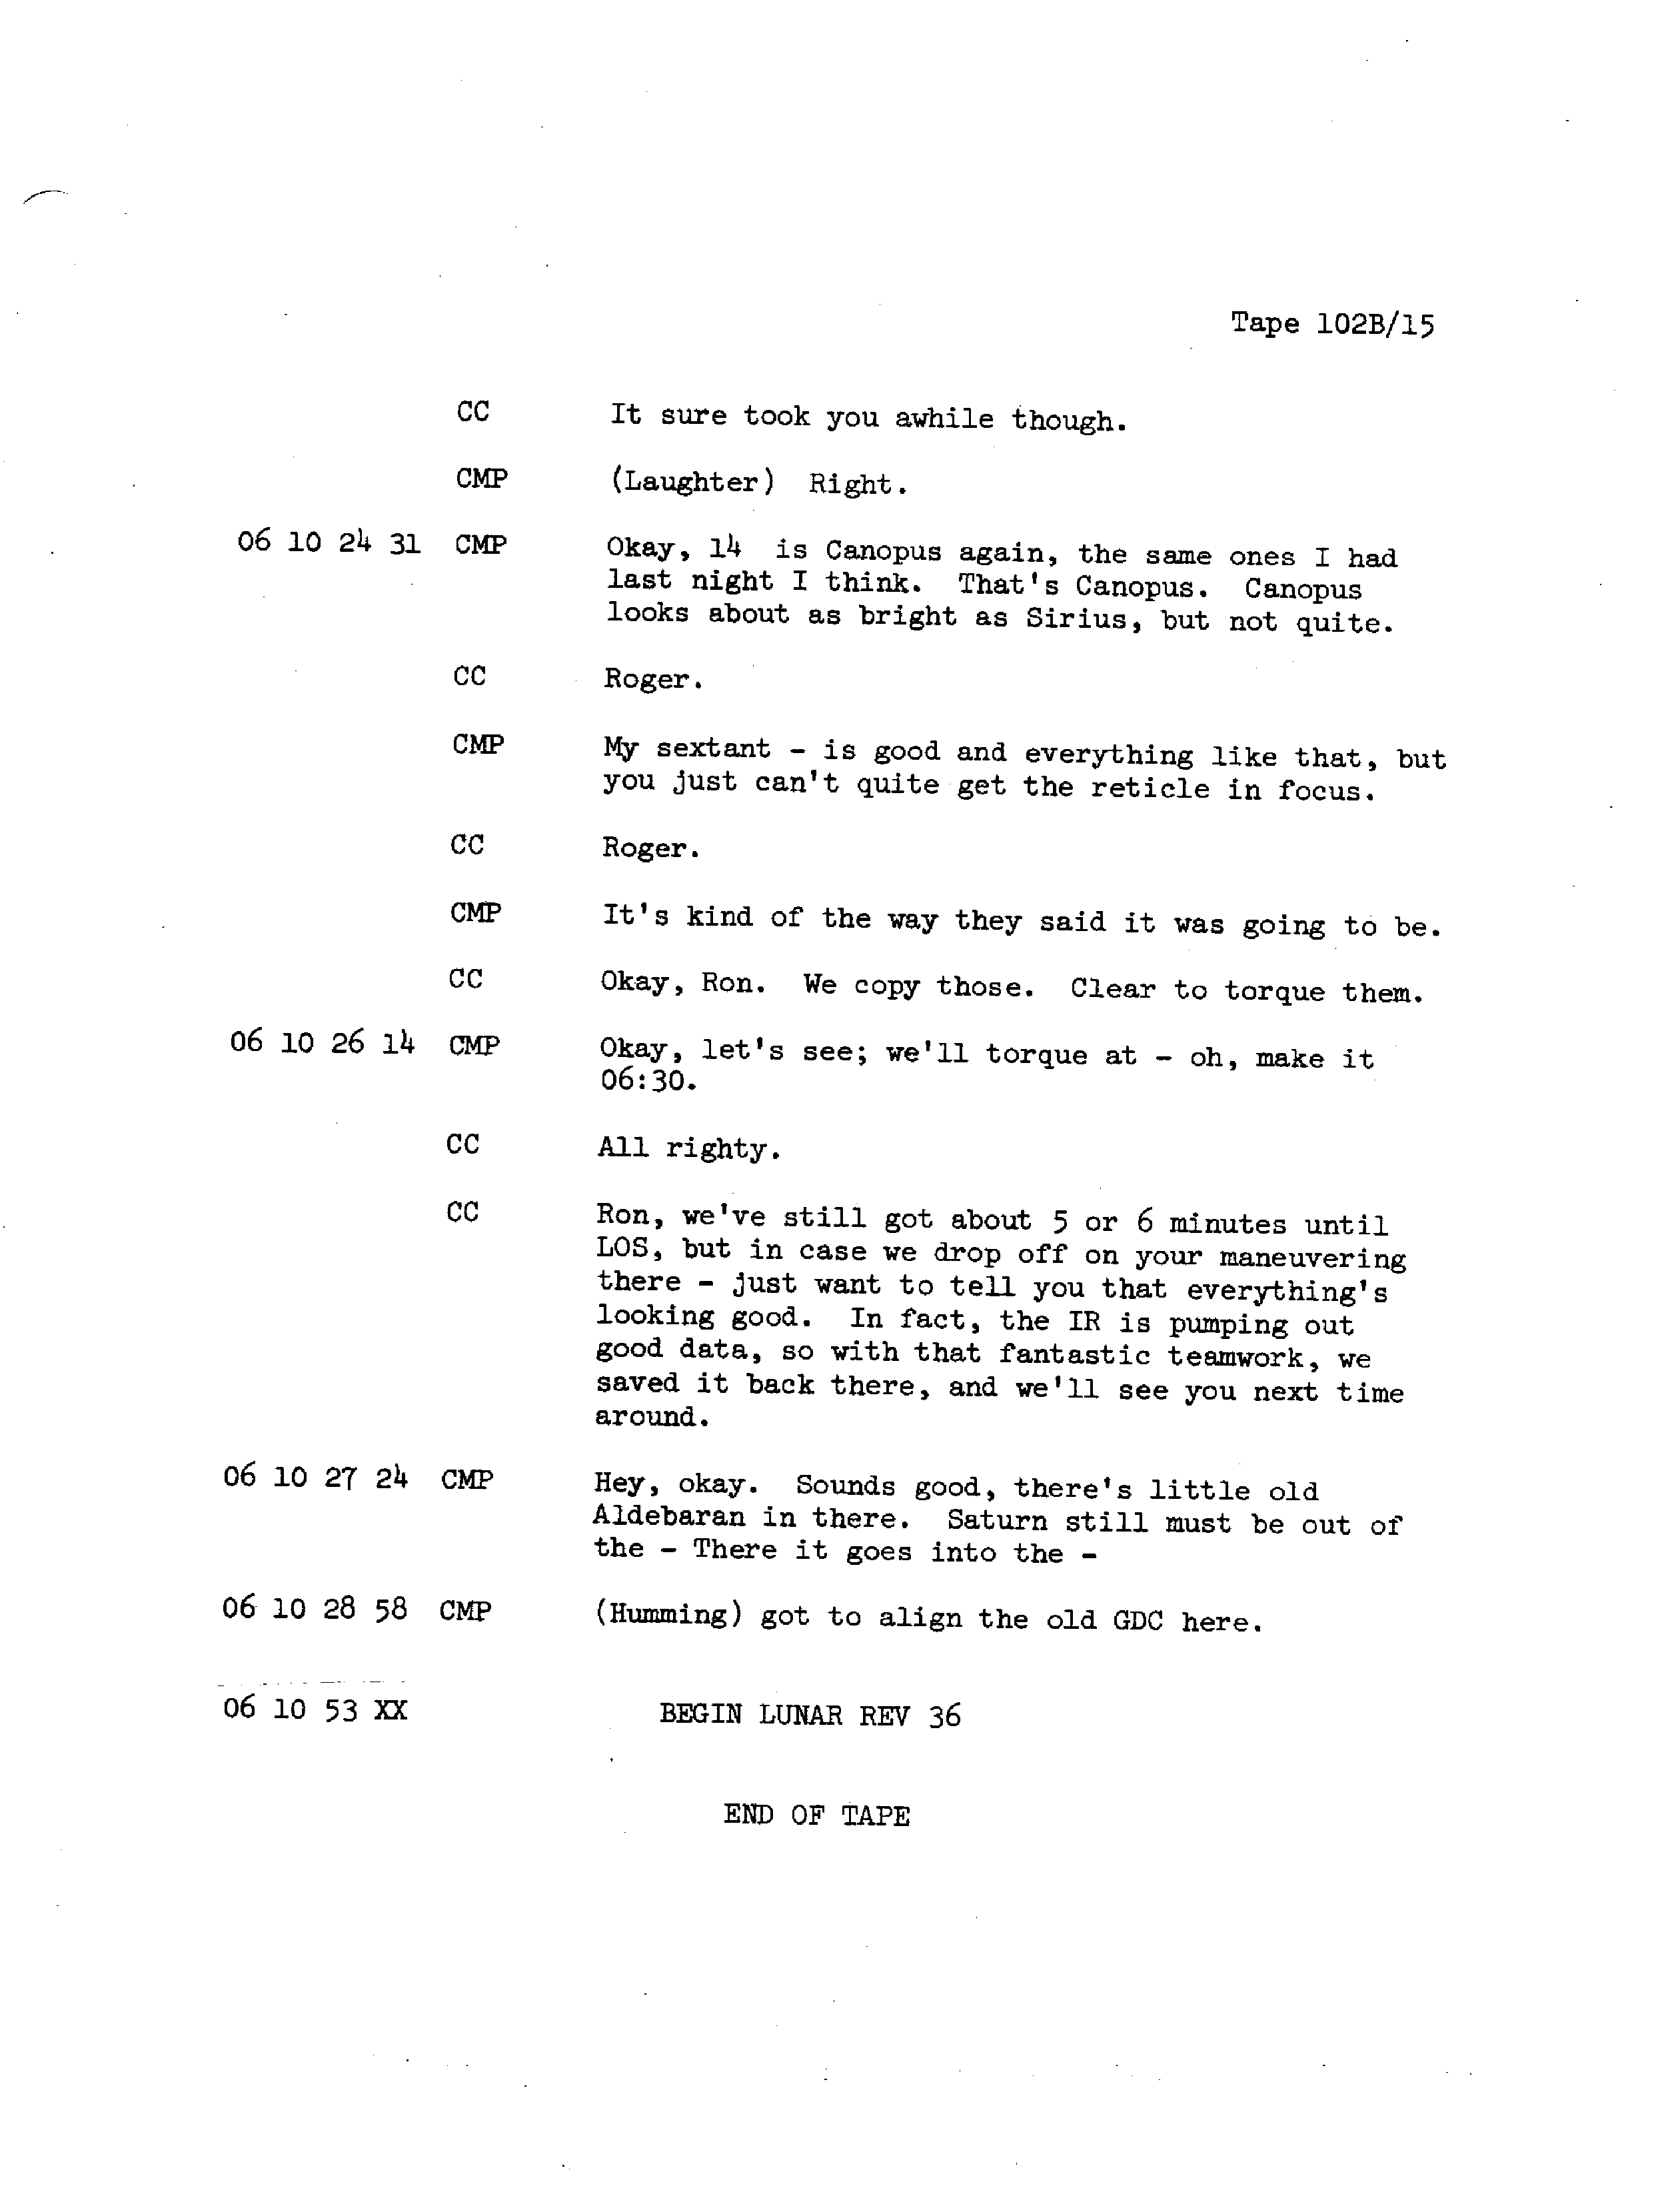 Tape 102B/15
CC It sure took you awhile though.
CMP (Laughter) Right.
06 10 24 31 CMP Okay, 14 is Canopus again, the same ones I had
last night I think. That's Canopus. Canopus
looks about as bright as Sirius, but not quite.
CC Roger.
CMP My sextant - is good and everything like that, but
you just can't quite get the reticle in focus.
CC Roger.
CMP It's kind of the way they said it was going to be.
CC Okay, Ron. We copy those. Clear to torque them.
06 10 26 14 CMP Okay, let's see; we'll torque at - oh, make it
06:30.
CC All righty.
CC Ron, we've still got about 5 or 6 minutes until
LOS, but in case we drop off on your maneuvering
there - just want to tell you that everything's
looking good. In fact, the IR is pumping out
good data, so with that fantastic teamwork, we
saved it back there, and we'll see you next time
around.
06 10 27 24 CMP Hey, okay. Sounds good, there's little old
Aldebaran in there. Saturn still must be out of
the - There it goes into the -
06 10 28 58 CMP (Humming) got to align the old GDC here.
06 10 53 XX BEGIN LUNAR REV 36
END OF TAPE